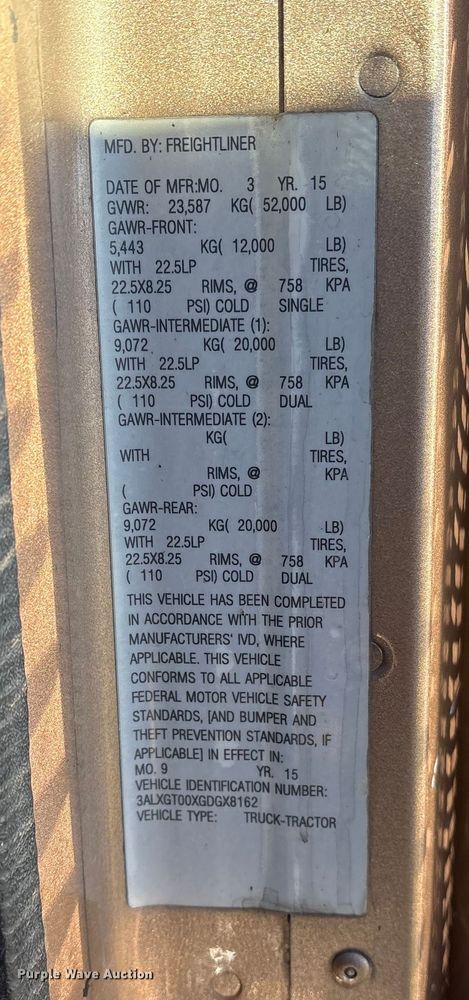 MFD. BY: FREIGHTLINER
DATE OF MFR:MO. 3 YR. 15
GVWR: 23,587 KG( 52,000 LB)
GAWR-FRONT:
5,443 KG( 12,000 LB)
WITH 22.5LP TIRES,
22.5X8.25 RIMS, @ 758 KPA
( 110 PSI) COLD SINGLE
GAWR-INTERMEDIATE (1):
9,072 KG( 20,000 LB)
WITH 22.5LP TIRES,
22.5X8.25 RIMS, @ 758 KPA
( 110 PSI) COLD DUAL
GAWR-INTERMEDIATE (2):
KG( LB)
WITH TIRES,
RIMS, @ KPA
( PSI) COLD
GAWR-REAR:
9,072 KG( 20,000 LB)
WITH 22.5LP TIRES,
22.5X8.25 RIMS, @ 758 KPA
( 110 PSI) COLD DUAL
THIS VEHICLE HAS BEEN COMPLETED
IN ACCORDANCE WITH THE PRIOR
MANUFACTURERS' IVD, WHERE
APPLICABLE. THIS VEHICLE
CONFORMS TO ALL APPLICABLE
FEDERAL MOTOR VEHICLE SAFETY
STANDARDS, [AND BUMPER AND
THEFT PREVENTION STANDARDS, IF
APPLICABLE] IN EFFECT IN:
MO. 9 YR. 15
VEHICLE IDENTIFICATION NUMBER:
3ALXGT00XGDGX8162
VEHICLE TYPE: TRUCK-TRACTOR
Purple Wave Auction